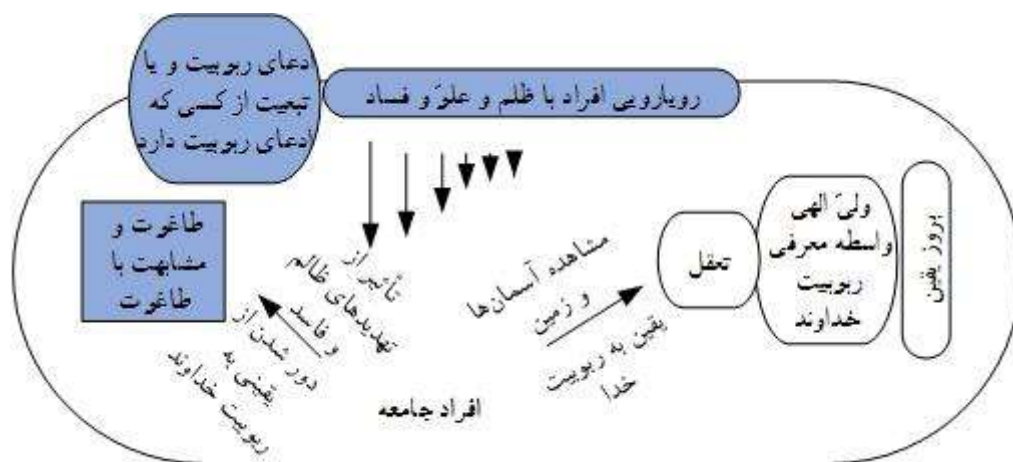 ادعای ربوبیت و یا
تبعیت از کسی که
ادعای ربوبیت دارد
رویارویی افراد با ظلم و علوّ و فساد
بروز یقین
ولیّ الهی
واسطه معرفی
ربوبیت
خداوند
تعقل
مشاهده آسمان‌ها
و زمین
یقین به ربوبیت
خدا
تأثیر از
تهدیدهای ظالم
و فاسد
دور شدن از
یقینی به
ربوبیت خداوند
طاغوت و
مشابهت با
طاغوت
افراد جامعه